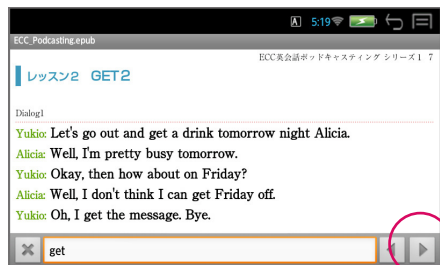 A 5:19
ECC_Podcasting.epub
ECC英会話ポッドキャスティング シリーズ1 7
レッスン2 GET2
Dialog1
Yukio: Let's go out and get a drink tomorrow night Alicia.
Alicia: Well, I'm pretty busy tomorrow.
Yukio: Okay, then how about on Friday?
Alicia: Well, I don't think I can get Friday off.
Yukio: Oh, I get the message. Bye.
get